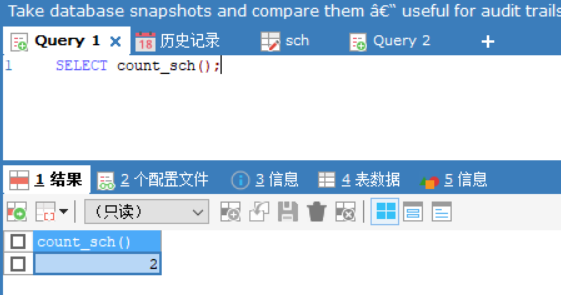 Take database snapshots and compare them â€“ useful for audit trails
Query 1 × 18 历史记录 sch Query 2 +
1 SELECT count_sch();
1 结果 2 个配置文件 3 信息 4 表数据 5 信息
（只读）
count_sch()
2